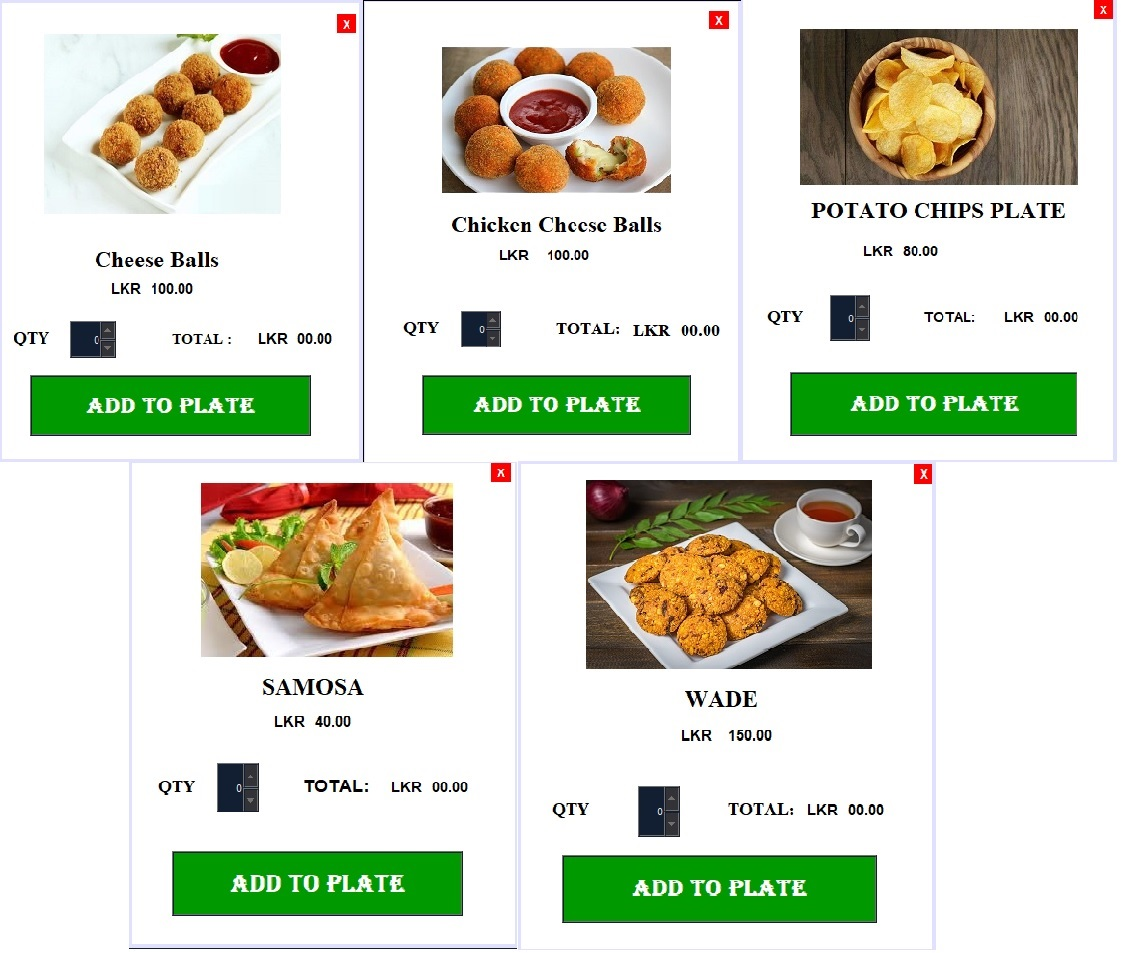 X
Cheese Balls
LKR 100.00
QTY 0 TOTAL : LKR 00.00
ADD TO PLATE
X
Chicken Cheese Balls
LKR 100.00
QTY 0 TOTAL: LKR 00.00
ADD TO PLATE
X
POTATO CHIPS PLATE
LKR 80.00
QTY 0 TOTAL: LKR 00.00
ADD TO PLATE
X
SAMOSA
LKR 40.00
QTY 0 TOTAL: LKR 00.00
ADD TO PLATE
X
WADE
LKR 150.00
QTY 0 TOTAL: LKR 00.00
ADD TO PLATE